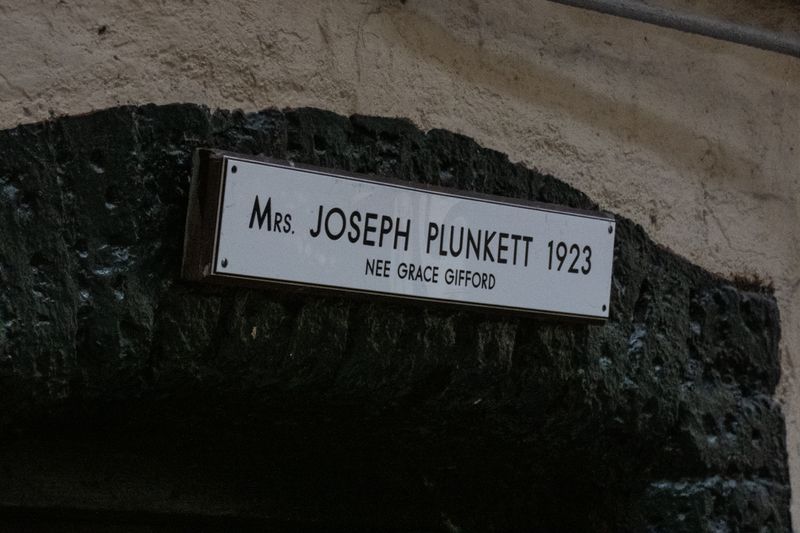 Mrs. JOSEPH PLUNKETT 1923
NEE GRACE GIFFORD